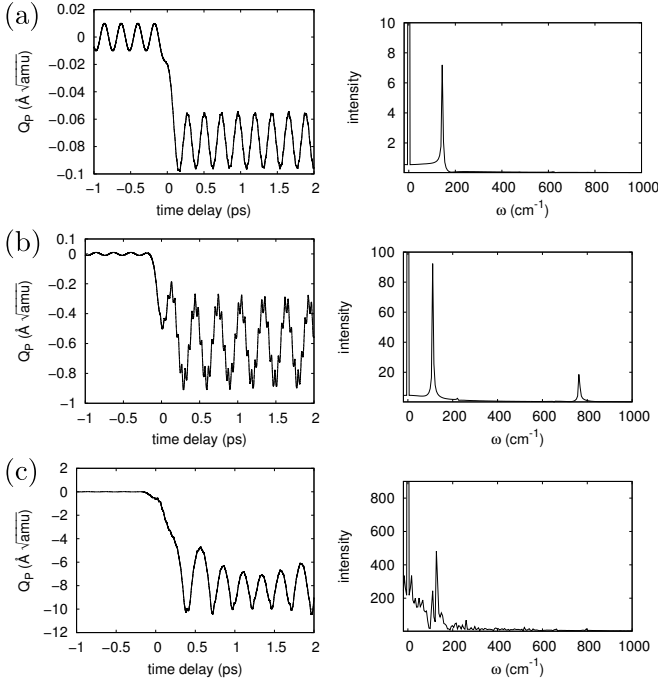 (a)
0.02
0
−0.02
−0.04
−0.06
−0.08
−0.1
Q_P (Å √amu)
−1 −0.5 0 0.5 1 1.5 2
time delay (ps)
10
8
6
4
2
intensity
0 200 400 600 800 1000
ω (cm⁻¹)
(b)
0.1
0
−0.2
−0.4
−0.6
−0.8
−1
Q_P (Å √amu)
−1 −0.5 0 0.5 1 1.5 2
time delay (ps)
100
80
60
40
20
intensity
0 200 400 600 800 1000
ω (cm⁻¹)
(c)
2
0
−2
−4
−6
−8
−10
−12
Q_P (Å √amu)
−1 −0.5 0 0.5 1 1.5 2
time delay (ps)
800
600
400
200
intensity
0 200 400 600 800 1000
ω (cm⁻¹)